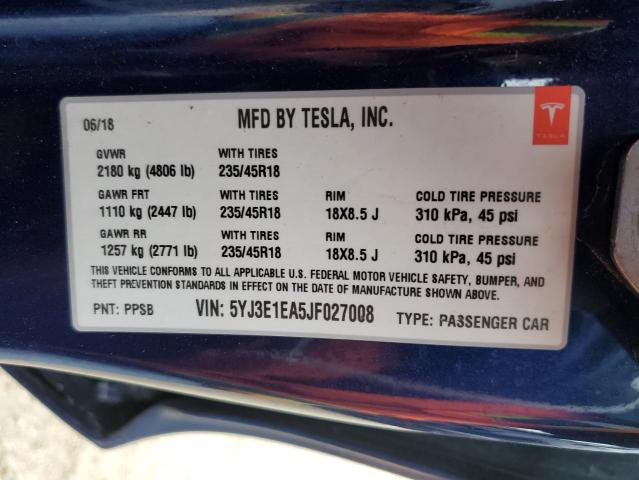 06/18 MFD BY TESLA, INC.
TESLA
GVWR WITH TIRES
2180 kg (4806 lb) 235/45R18
GAWR FRT WITH TIRES RIM COLD TIRE PRESSURE
1110 kg (2447 lb) 235/45R18 18X8.5 J 310 kPa, 45 psi
GAWR RR WITH TIRES RIM COLD TIRE PRESSURE
1257 kg (2771 lb) 235/45R18 18X8.5 J 310 kPa, 45 psi
THIS VEHICLE CONFORMS TO ALL APPLICABLE U.S. FEDERAL MOTOR VEHICLE SAFETY, BUMPER, AND
THEFT PREVENTION STANDARDS IN EFFECT ON THE DATE OF MANUFACTURE SHOWN ABOVE.
PNT: PPSB VIN: 5YJ3E1EA5JF027008 TYPE: PASSENGER CAR